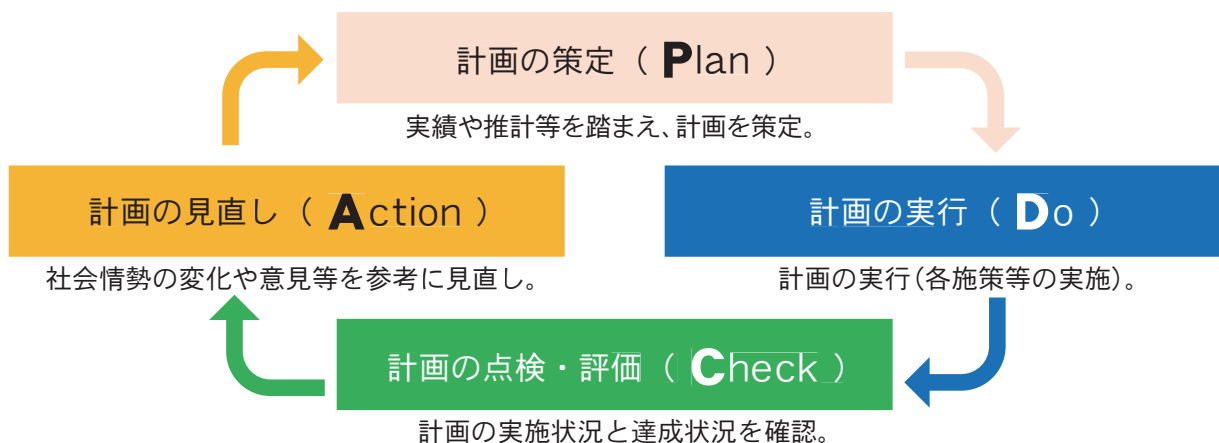 計画の策定（ Plan ）
実績や推計等を踏まえ、計画を策定。
計画の見直し（ Action ）
社会情勢の変化や意見等を参考に見直し。
計画の実行（ Do ）
計画の実行（各施策等の実施）。
計画の点検・評価（ Check ）
計画の実施状況と達成状況を確認。